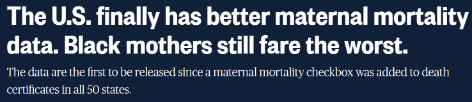 The U.S. finally has better maternal mortality
data. Black mothers still fare the worst.
The data are the first to be released since a maternal mortality checkbox was added to death
certificates in all 50 states.